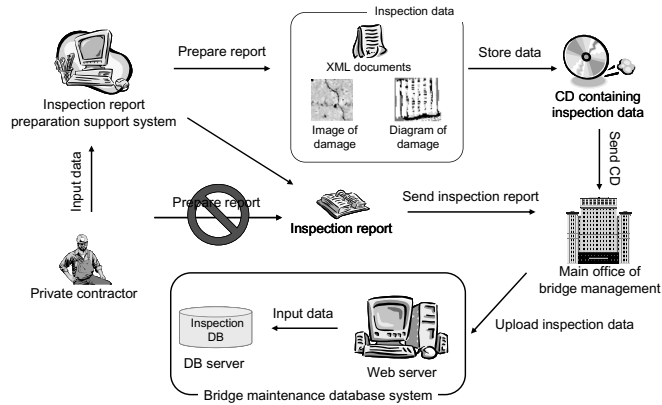 Inspection data
Prepare report
XML documents
Store data
Image of
damage
Diagram of
damage
Inspection report
preparation support system
CD containing
inspection data
Input data
Send CD
Prepare report
Inspection report
Send inspection report
Private contractor
Main office of
bridge management
Upload inspection data
Inspection
DB
Input data
DB server
Web server
Bridge maintenance database system